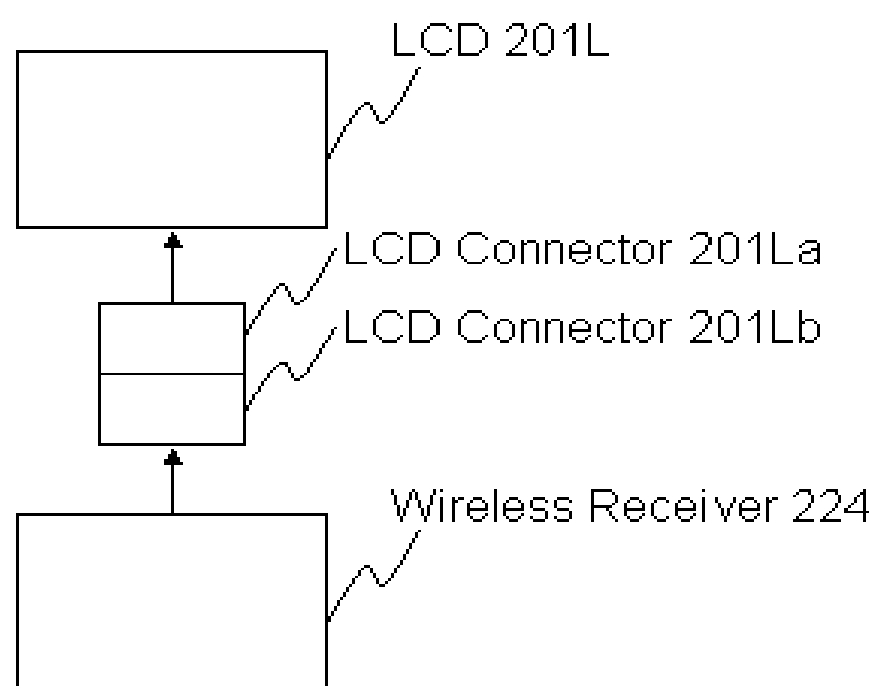 LCD 201L
LCD Connector 201La
LCD Connector 201Lb
Wireless Receiver 224